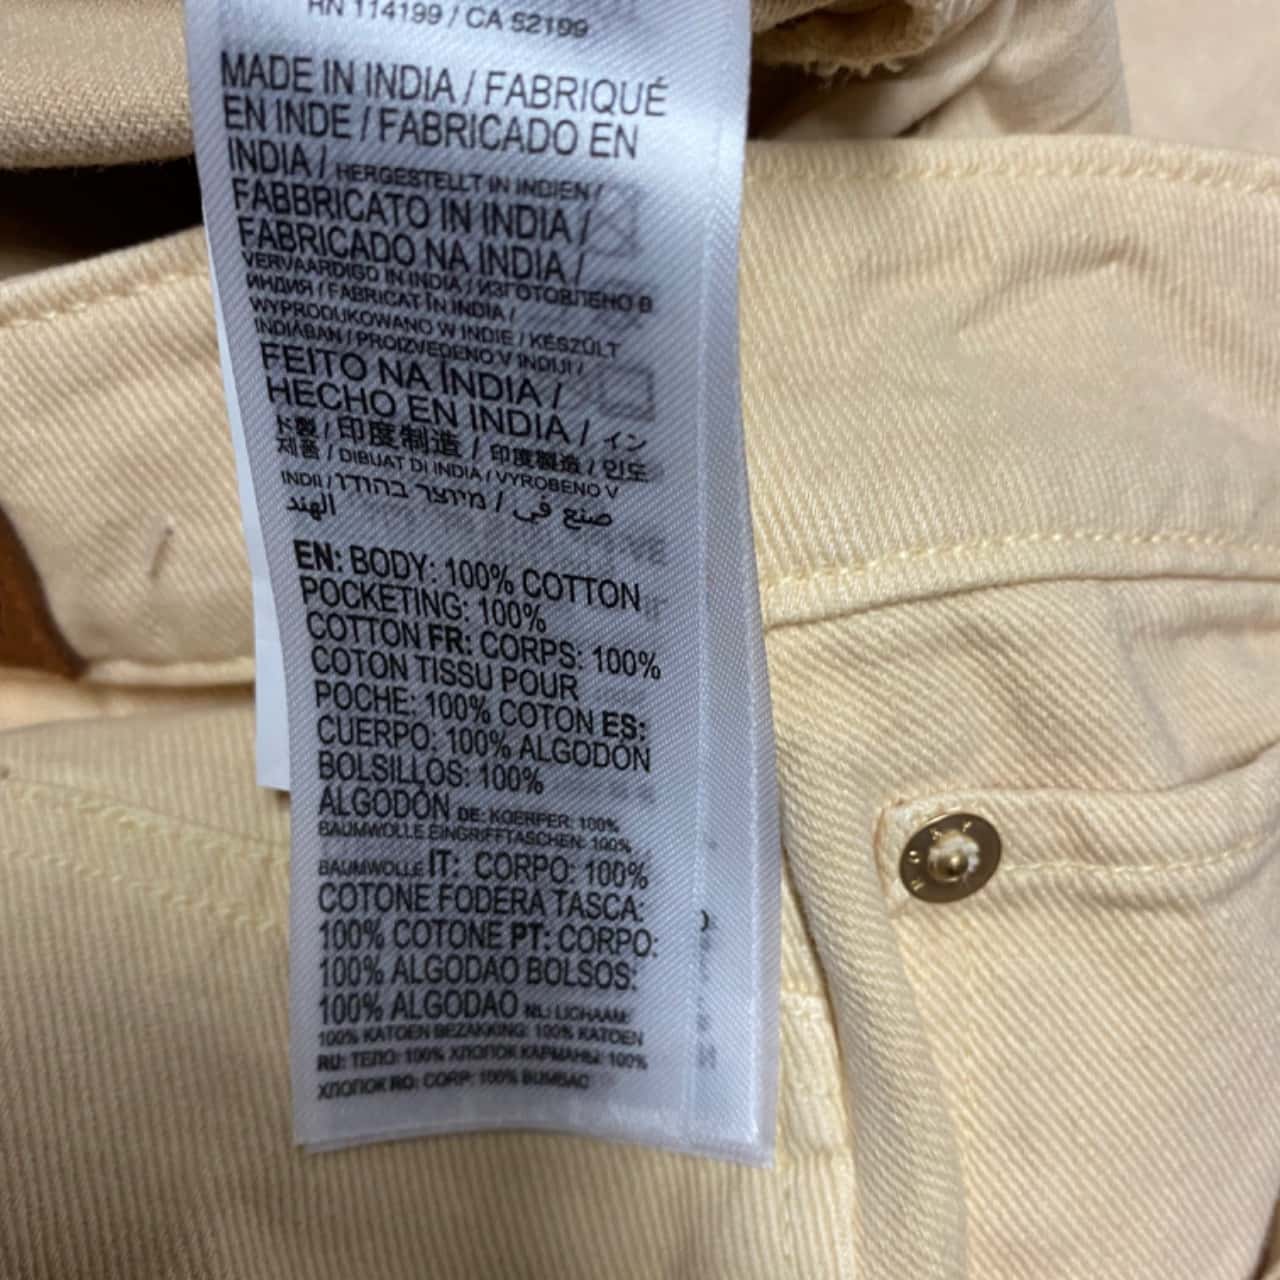 RN 114199 / CA 52199
MADE IN INDIA / FABRIQUÉ
EN INDE / FABRICADO EN
INDIA / HERGESTELLT IN INDIEN /
FABBRICATO IN INDIA /
FABRICADO NA INDIA /
VERVAARDIGD IN INDIA / ИЗГОТОВЛЕНО В
ИНДИЯ / FABRICAT ÎN INDIA /
WYPRODUKOWANO W INDIE / KÉSZÜLT
INDIÁBAN / PROIZVEDENO V INDIJI /
FEITO NA ÍNDIA /
HECHO EN INDIA / イン
ド製 / 印度制造 / 印度製造 / 인도
제품 / DIBUAT DI INDIA / VYROBENO V
INDII / מיוצר בהודו / صنع في
الهند
EN: BODY: 100% COTTON
POCKETING: 100%
COTTON FR: CORPS: 100%
COTON TISSU POUR
POCHE: 100% COTON ES:
CUERPO: 100% ALGODÓN
BOLSILLOS: 100%
ALGODÓN DE: KOERPER: 100%
BAUMWOLLE EINGRIFFTASCHEN: 100%
BAUMWOLLE IT: CORPO: 100%
COTONE FODERA TASCA:
100% COTONE PT: CORPO:
100% ALGODAO BOLSOS:
100% ALGODAO NL: LICHAAM:
100% KATOEN BEZAKKING: 100% KATOEN
RU: ТЕЛО: 100% ХЛОПОК КАРМАНЫ: 100%
ХЛОПОК RO: CORP: 100% BUMBAC